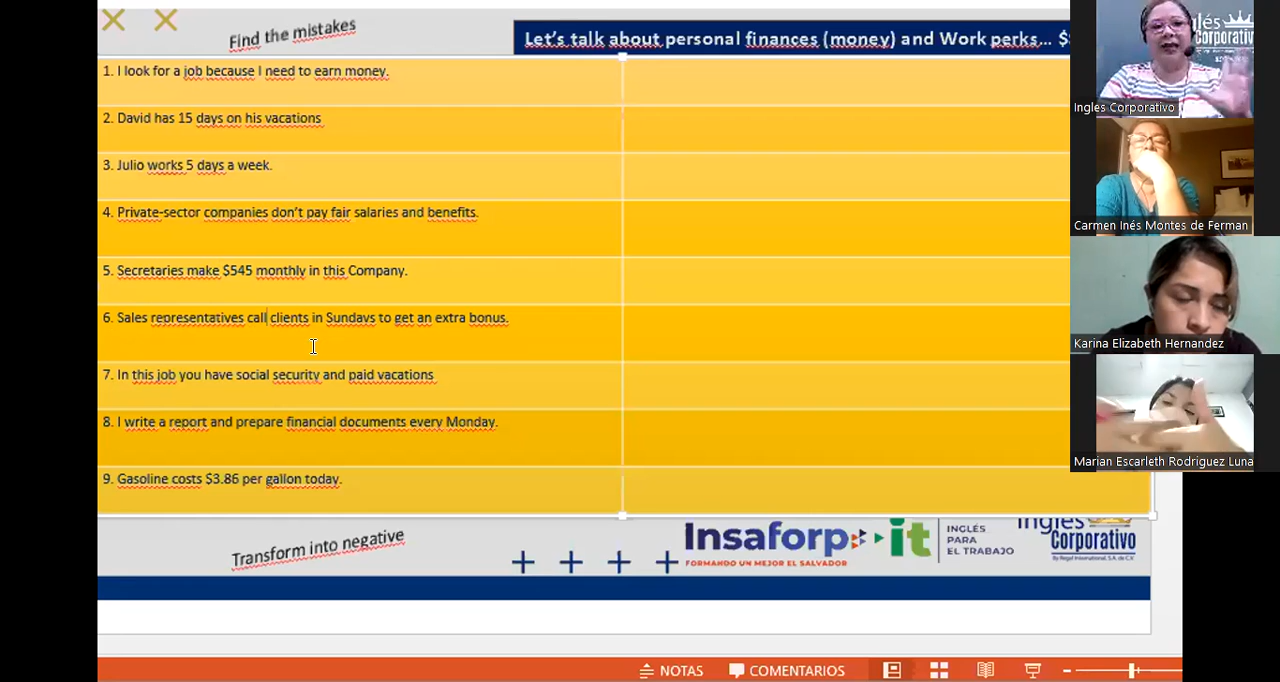 Find the mistakes
Let's talk about personal finances (money) and Work perks... $
1. I look for a job because I need to earn money.
2. David has 15 days on his vacations
3. Julio works 5 days a week.
4. Private-sector companies don't pay fair salaries and benefits.
5. Secretaries make $545 monthly in this Company.
6. Sales representatives call clients in Sundays to get an extra bonus.
7. In this job you have social security and paid vacations
8. I write a report and prepare financial documents every Monday.
9. Gasoline costs $3.86 per gallon today.
Transform into negative
Insaforp
FORMANDO UN MEJOR EL SALVADOR
it
INGLÉS
PARA
EL TRABAJO
Inglés
Corporativo
By Regal International, S.A. de C.V.
glés
Corporativo
Ingles Corporativo
Carmen Inés Montes de Ferman
Karina Elizabeth Hernandez
Marian Escarleth Rodriguez Luna
NOTAS
COMENTARIOS